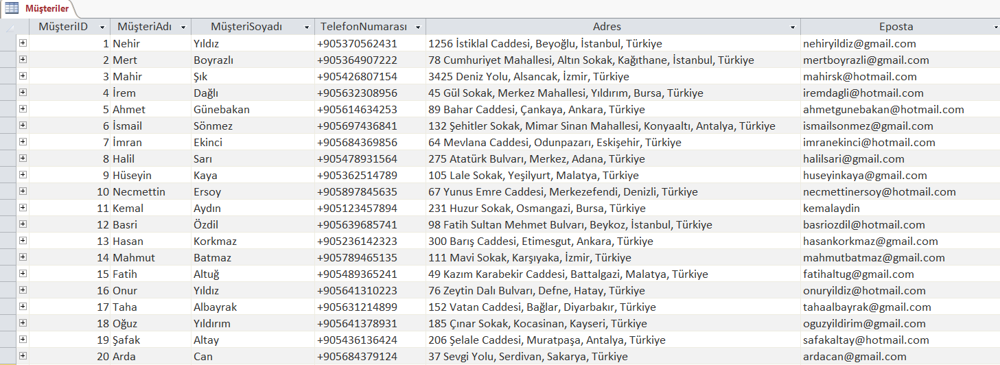 Müşteriler
MüşteriID MüşteriAdı MüşteriSoyadı TelefonNumarası Adres Eposta
1 Nehir Yıldız +905370562431 1256 İstiklal Caddesi, Beyoğlu, İstanbul, Türkiye nehiryildiz@gmail.com
2 Mert Boyrazlı +905364907222 78 Cumhuriyet Mahallesi, Altın Sokak, Kağıthane, İstanbul, Türkiye mertboyrazli@gmail.com
3 Mahir Şık +905426807154 3425 Deniz Yolu, Alsancak, İzmir, Türkiye mahirsk@hotmail.com
4 İrem Dağlı +905632308956 45 Gül Sokak, Merkez Mahallesi, Yıldırım, Bursa, Türkiye iremdagli@hotmail.com
5 Ahmet Günebakan +905614634253 89 Bahar Caddesi, Çankaya, Ankara, Türkiye ahmetgunebakan@hotmail.com
6 İsmail Sönmez +905697436841 132 Şehitler Sokak, Mimar Sinan Mahallesi, Konyaaltı, Antalya, Türkiye ismailsonmez@gmail.com
7 İmran Ekinci +905684369856 64 Mevlana Caddesi, Odunpazarı, Eskişehir, Türkiye imranekinci@hotmail.com
8 Halil Sarı +905478931564 275 Atatürk Bulvarı, Merkez, Adana, Türkiye halilsari@gmail.com
9 Hüseyin Kaya +905362514789 105 Lale Sokak, Yeşilyurt, Malatya, Türkiye huseyinkaya@gmail.com
10 Necmettin Ersoy +905897845635 67 Yunus Emre Caddesi, Merkezefendi, Denizli, Türkiye necmettinersoy@hotmail.com
11 Kemal Aydın +905123457894 231 Huzur Sokak, Osmangazi, Bursa, Türkiye kemalaydin
12 Basri Özdil +905639685741 98 Fatih Sultan Mehmet Bulvarı, Beykoz, İstanbul, Türkiye basriozdil@hotmail.com
13 Hasan Korkmaz +905236142323 300 Barış Caddesi, Etimesgut, Ankara, Türkiye hasankorkmaz@gmail.com
14 Mahmut Batmaz +905789465135 111 Mavi Sokak, Karşıyaka, İzmir, Türkiye mahmutbatmaz@gmail.com
15 Fatih Altuğ +905489365241 49 Kazım Karabekir Caddesi, Battalgazi, Malatya, Türkiye fatihaltug@gmail.com
16 Onur Yıldız +905641310223 76 Zeytin Dalı Bulvarı, Defne, Hatay, Türkiye onuryildiz@hotmail.com
17 Taha Albayrak +905631214899 152 Vatan Caddesi, Bağlar, Diyarbakır, Türkiye tahaalbayrak@gmail.com
18 Oğuz Yıldırım +905641378931 185 Çınar Sokak, Kocasinan, Kayseri, Türkiye oguzyildirim@gmail.com
19 Şafak Altay +905436136424 206 Şelale Caddesi, Muratpaşa, Antalya, Türkiye safakaltay@hotmail.com
20 Arda Can +905684379124 37 Sevgi Yolu, Serdivan, Sakarya, Türkiye ardacan@gmail.com